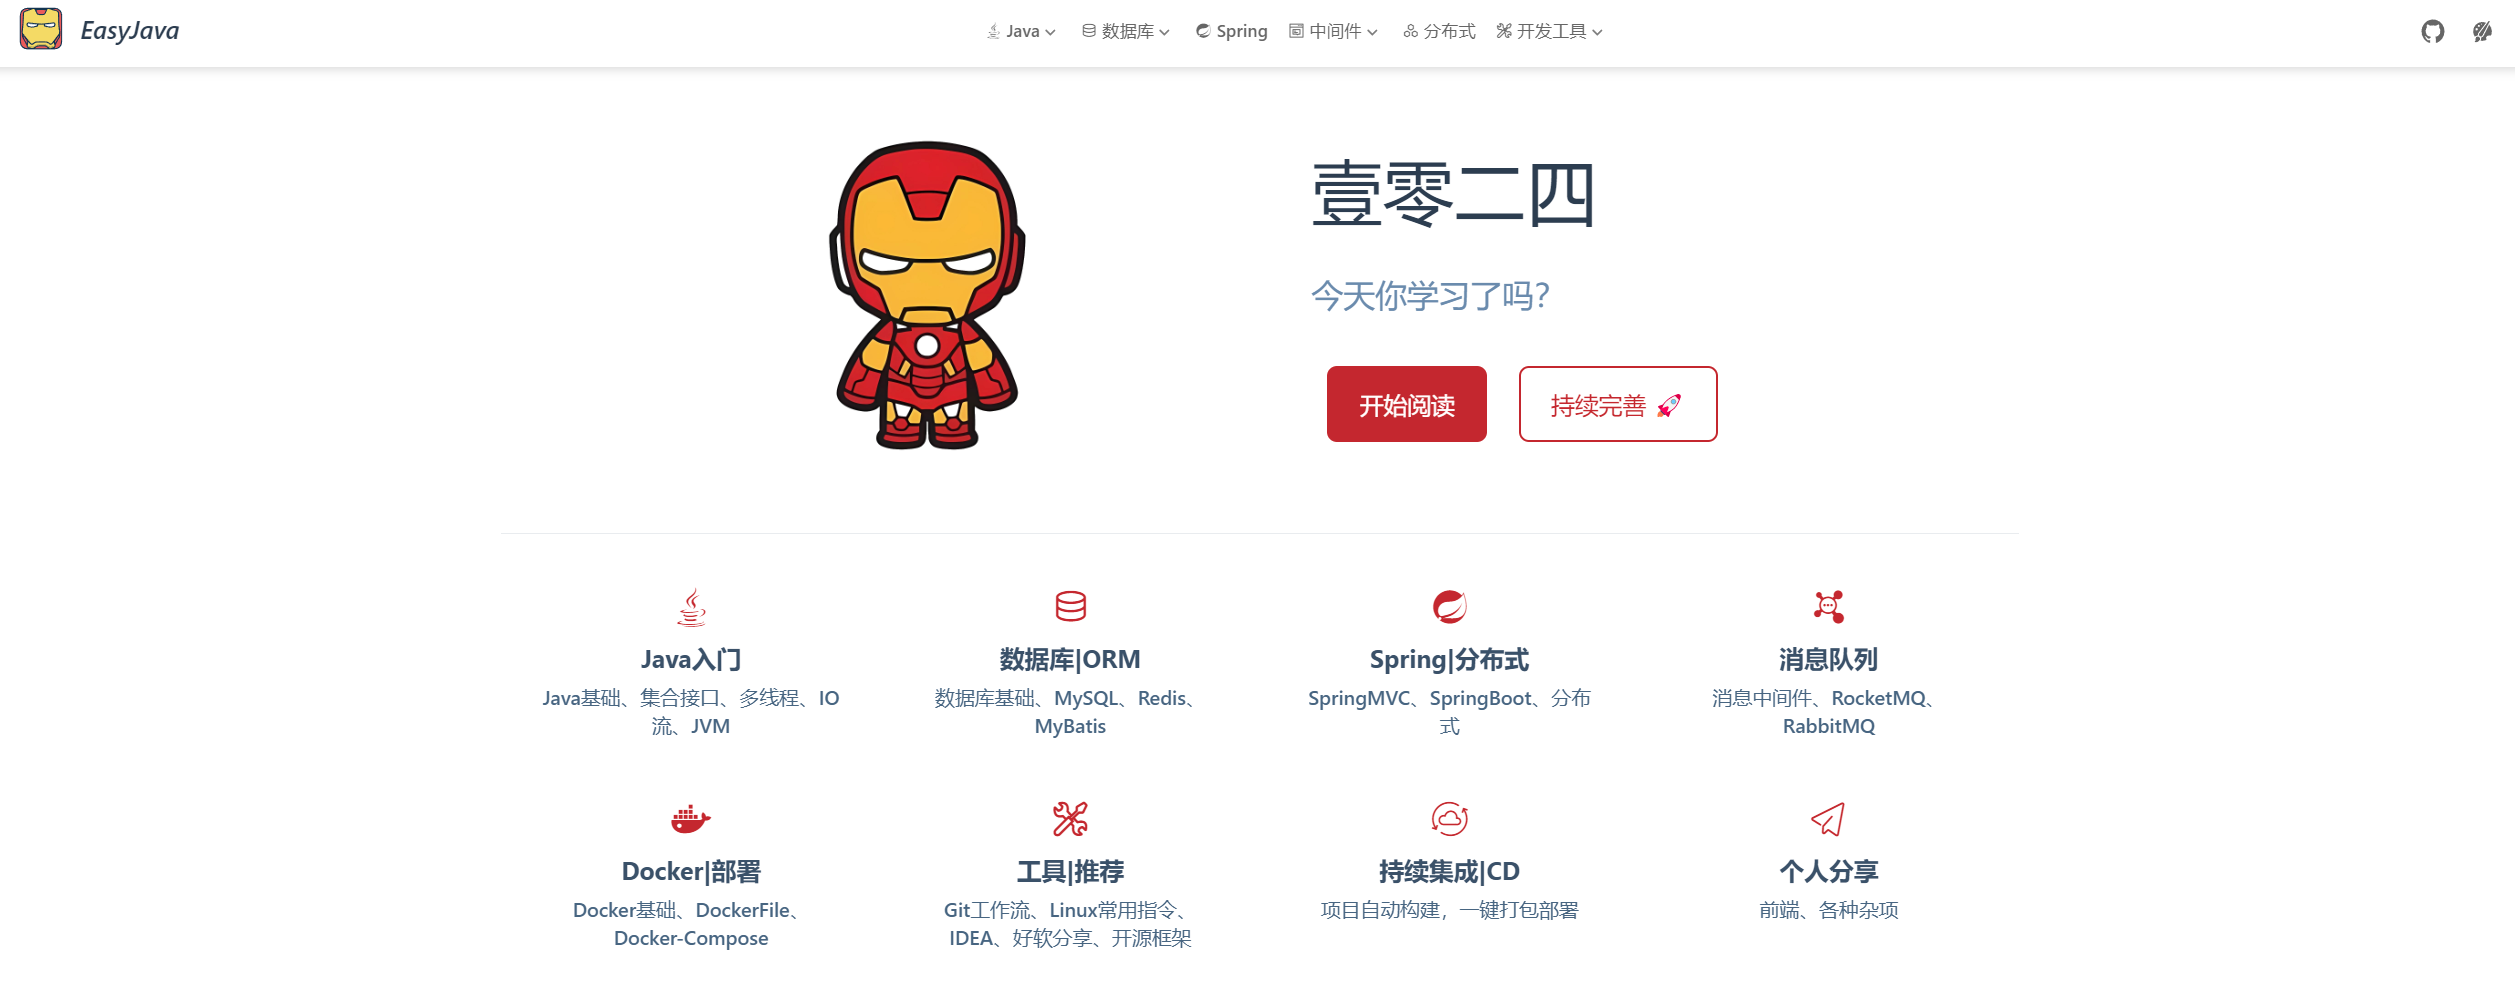 EasyJava
Java 数据库 Spring 中间件 分布式 开发工具
壹零二四
今天你学习了吗？
开始阅读
持续完善 🚀
Java入门
Java基础、集合接口、多线程、IO
流、JVM
数据库|ORM
数据库基础、MySQL、Redis、
MyBatis
Spring|分布式
SpringMVC、SpringBoot、分布
式
消息队列
消息中间件、RocketMQ、
RabbitMQ
Docker|部署
Docker基础、DockerFile、
Docker-Compose
工具|推荐
Git工作流、Linux常用指令、
IDEA、好软分享、开源框架
持续集成|CD
项目自动构建，一键打包部署
个人分享
前端、各种杂项